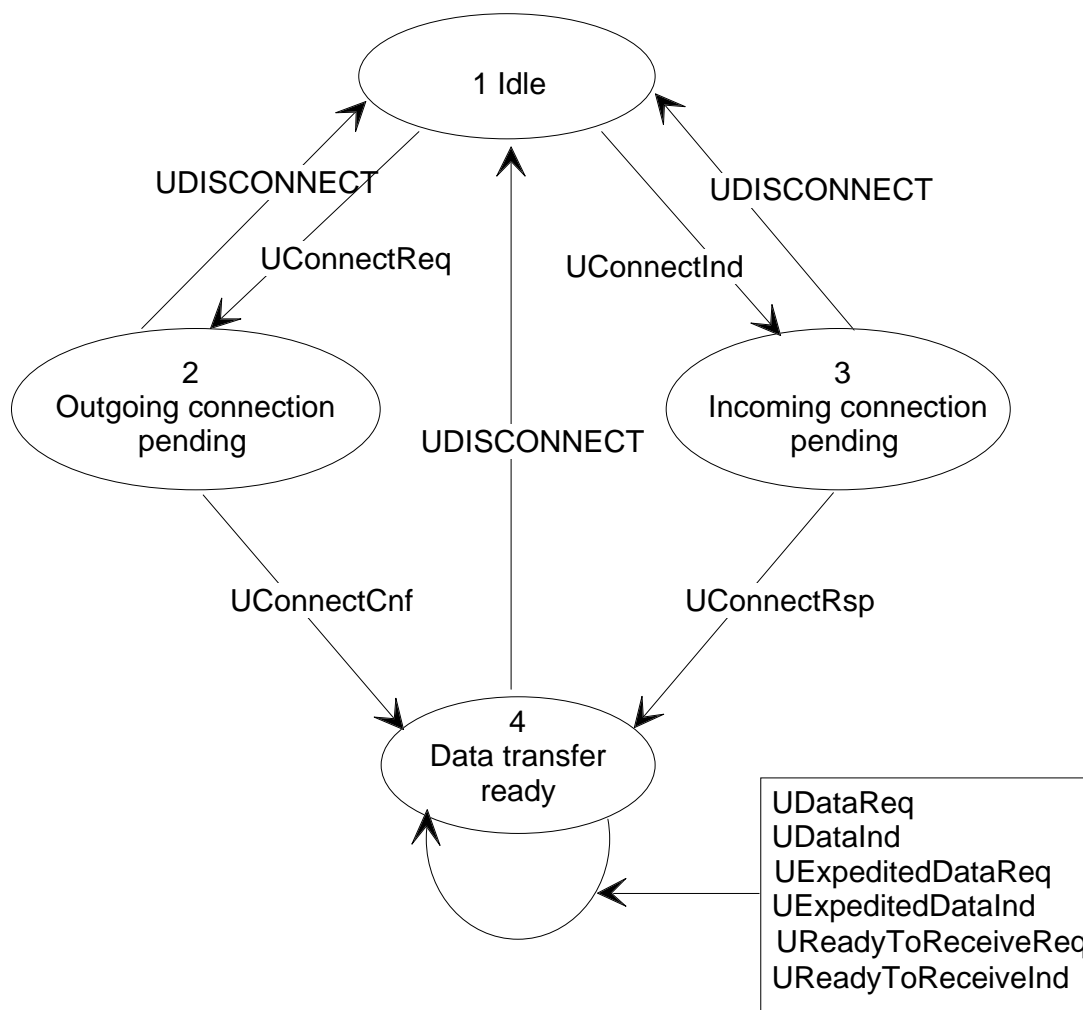 1 Idle
UDISCONNECT
UDISCONNECT
UConnectReq
UConnectInd
2
Outgoing connection
pending
3
Incoming connection
pending
UDISCONNECT
UConnectCnf
UConnectRsp
4
Data transfer
ready
UDataReq
UDataInd
UExpeditedDataReq
UExpeditedDataInd
UReadyToReceiveReq
UReadyToReceiveInd